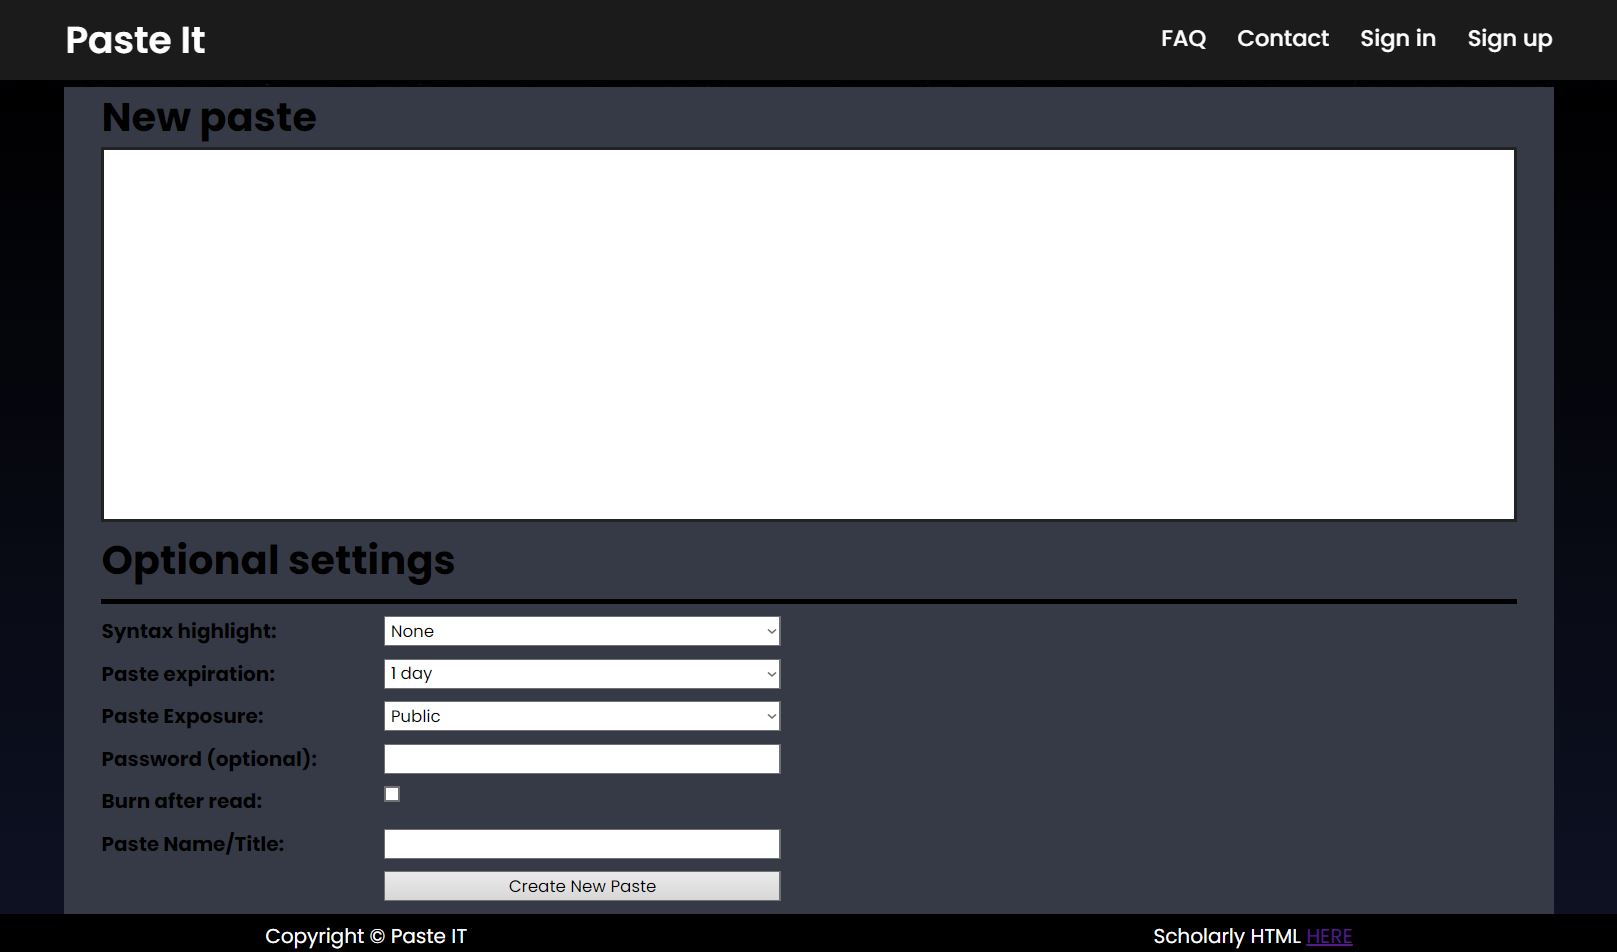 Paste It
FAQ Contact Sign in Sign up
New paste
Optional settings
Syntax highlight: None
Paste expiration: 1 day
Paste Exposure: Public
Password (optional):
Burn after read:
Paste Name/Title:
Create New Paste
Copyright © Paste IT
Scholarly HTML HERE